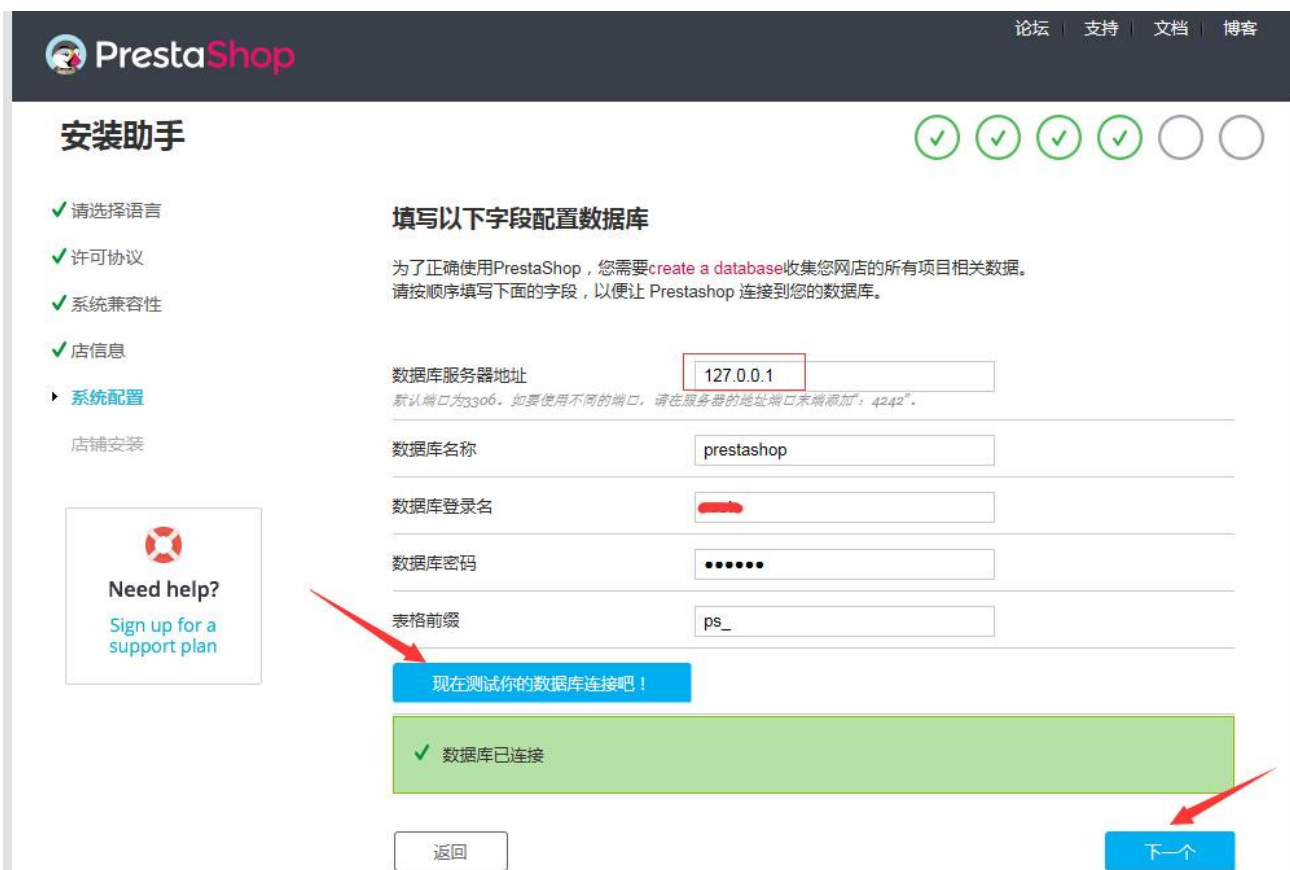 PrestaShop
论坛 支持 文档 博客
安装助手
请选择语言
许可协议
系统兼容性
店信息
系统配置
店铺安装
Need help?
Sign up for a
support plan
填写以下字段配置数据库
为了正确使用PrestaShop，您需要create a database收集您网店的所有项目相关数据。
请按顺序填写下面的字段，以便让 Prestashop 连接到您的数据库。
数据库服务器地址 127.0.0.1
默认端口为3306。如要使用不同的端口，请在服务器的地址端口末端添加“：4242”。
数据库名称 prestashop
数据库登录名
数据库密码 ●●●●●●
表格前缀 ps_
现在测试你的数据库连接吧！
数据库已连接
返回 下一个